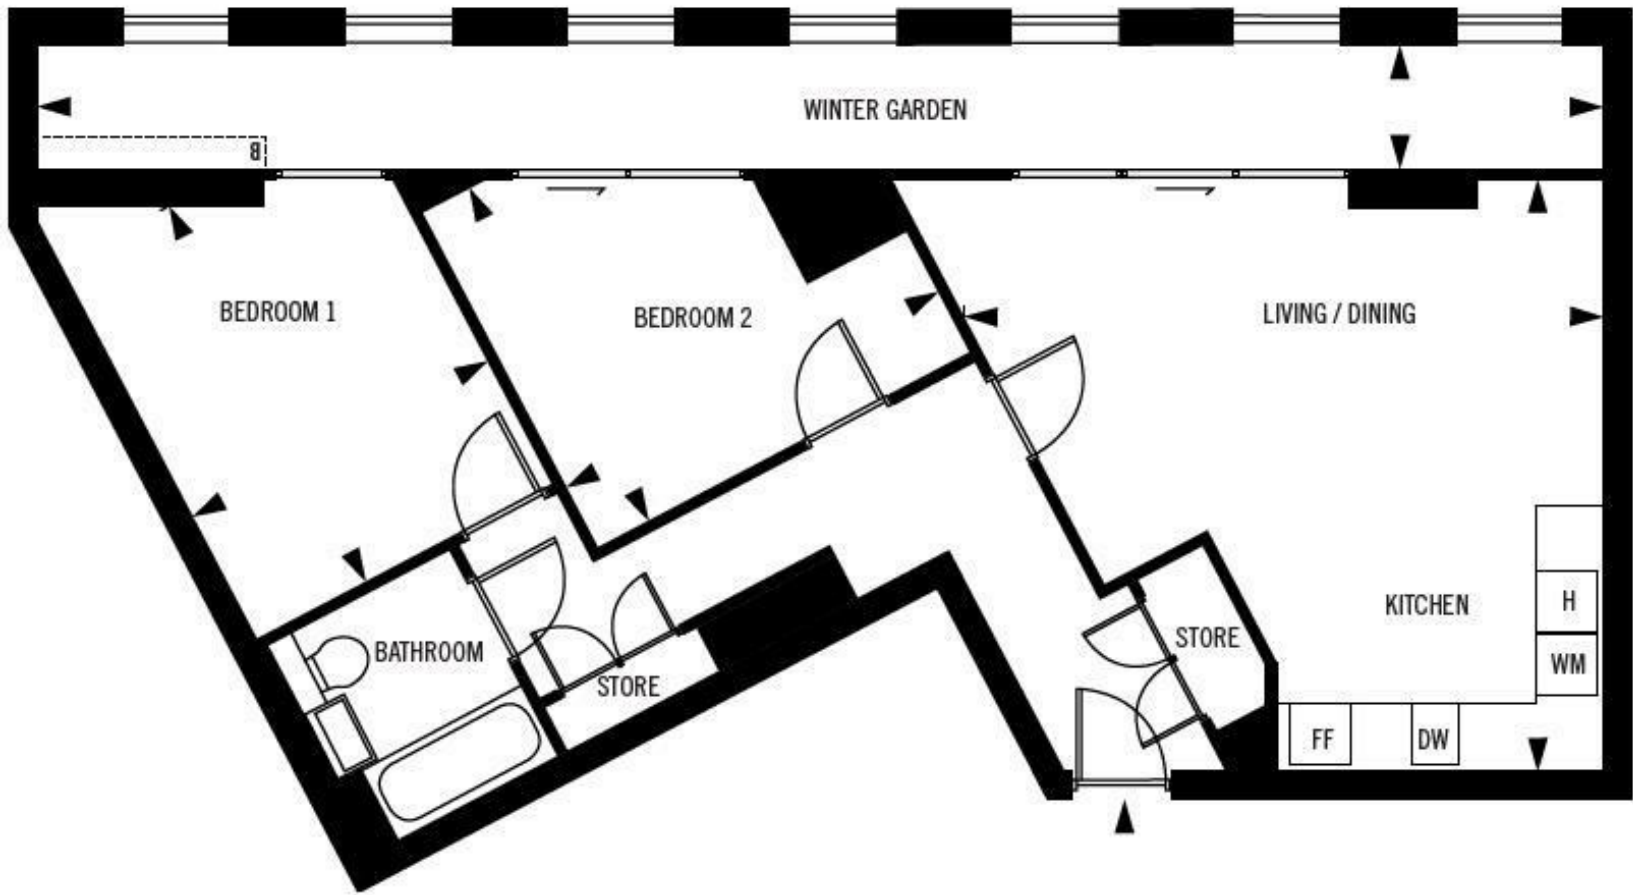 WINTER GARDEN
B
BEDROOM 1
BEDROOM 2
LIVING / DINING
KITCHEN
H
STORE
BATHROOM
WM
STORE
FF
DW